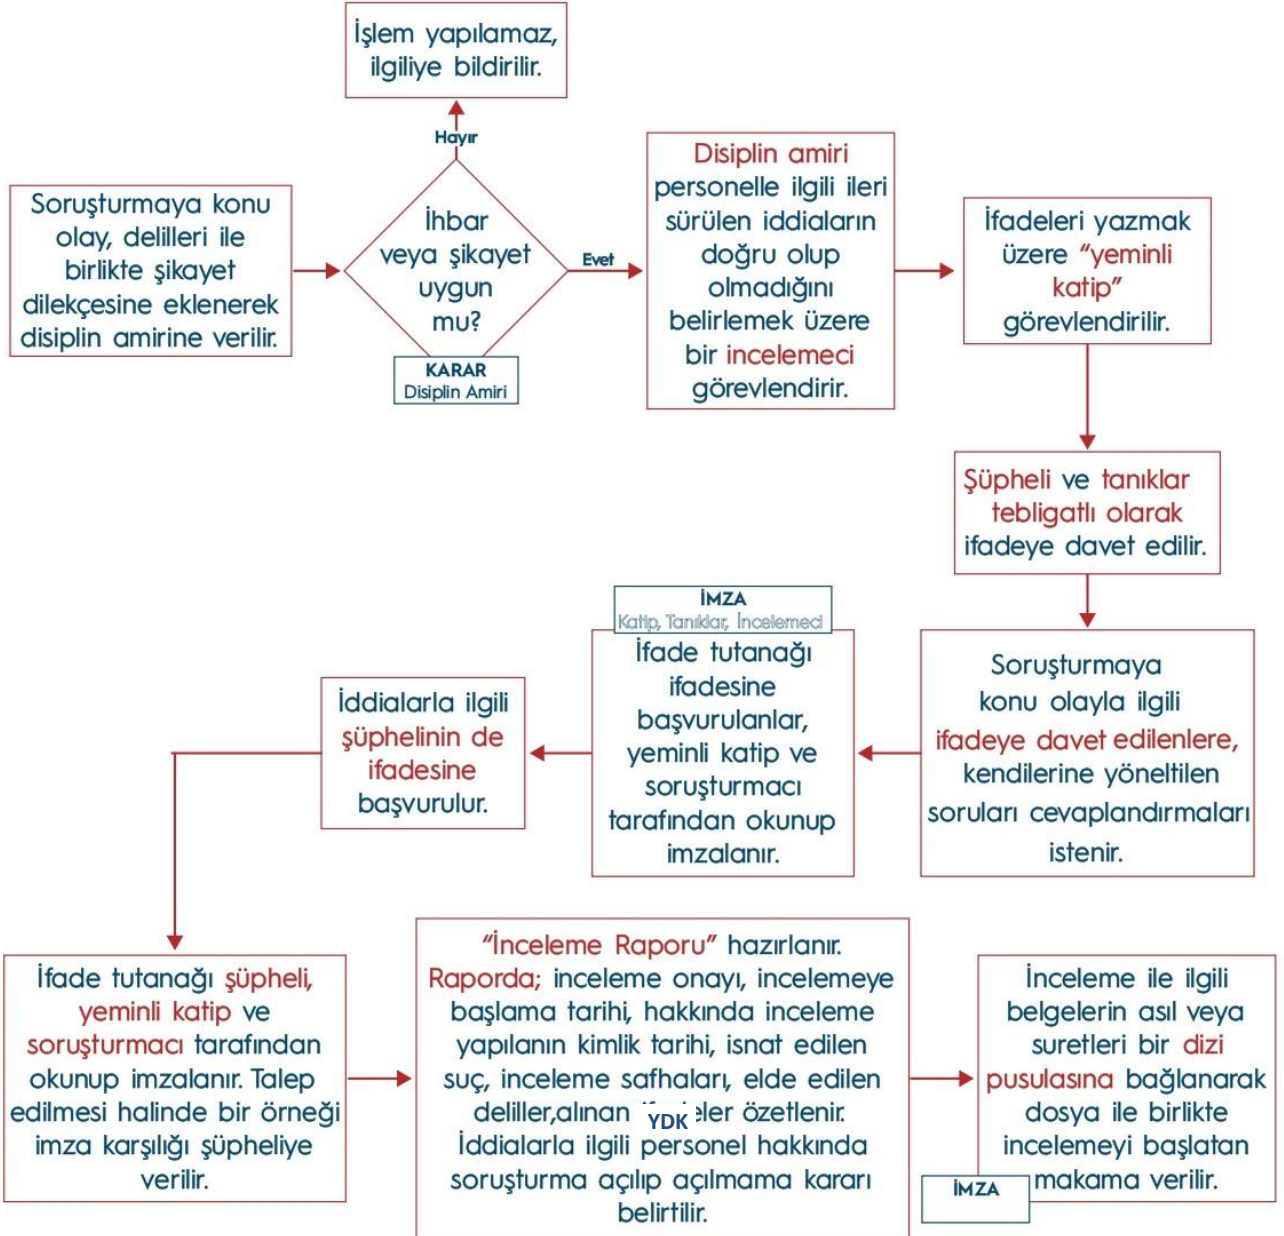 İşlem yapılamaz,
ilgiliye bildirilir.
Hayır
Soruşturmaya konu
olay, delilleri ile
birlikte şikayet
dilekçesine eklenerek
disiplin amirine verilir.
İhbar
veya şikayet
uygun
mu?
KARAR
Disiplin Amiri
Evet
Disiplin amiri
personelle ilgili ileri
sürülen iddiaların
doğru olup
olmadığını
belirlemek üzere
bir incelemeci
görevlendirir.
İfadeleri yazmak
üzere “yeminli
katip”
görevlendirilir.
Şüpheli ve tanıklar
tebligatlı olarak
ifadeye davet edilir.
Soruşturmaya
konu olayla ilgili
ifadeye davet edilenlere,
kendilerine yöneltilen
soruları cevaplandırmaları
istenir.
İMZA
Katip, Tanıklar, İncelemeci
İfade tutanağı
ifadesine
başvurulanlar,
yeminli katip ve
soruşturmacı
tarafından okunup
imzalanır.
İddialarla ilgili
şüphelinin de
ifadesine
başvurulur.
İfade tutanağı şüpheli,
yeminli katip ve
soruşturmacı tarafından
okunup imzalanır. Talep
edilmesi halinde bir örneği
imza karşılığı şüpheliye
verilir.
“İnceleme Raporu” hazırlanır.
Raporda; inceleme onayı, incelemeye
başlama tarihi, hakkında inceleme
yapılanın kimlik tarihi, isnat edilen
suç, inceleme safhaları, elde edilen
deliller,alınan özetlenir.
YDK
İddialarla ilgili personel hakkında
soruşturma açılıp açılmama kararı
belirtilir.
İnceleme ile ilgili
belgelerin asıl veya
suretleri bir dizi
pusulasına bağlanarak
dosya ile birlikte
incelemeyi başlatan
makama verilir.
İMZA